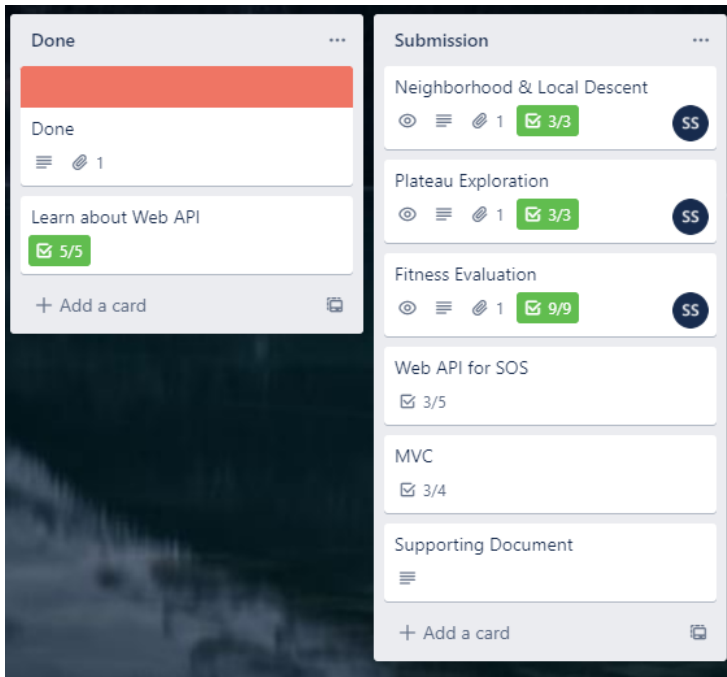 Done
Done
1
Learn about Web API
5/5
+ Add a card
Submission
Neighborhood & Local Descent
1 3/3 SS
Plateau Exploration
1 3/3 SS
Fitness Evaluation
1 9/9 SS
Web API for SOS
3/5
MVC
3/4
Supporting Document
+ Add a card